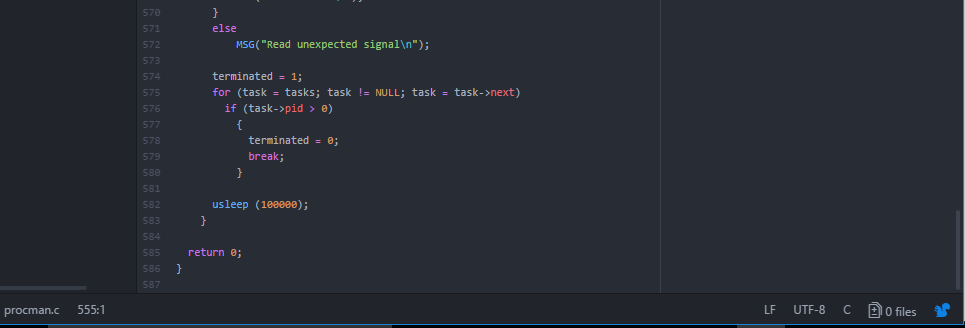 570 }
571 else
572 MSG("Read unexpected signal\n");
573
574 terminated = 1;
575 for (task = tasks; task != NULL; task = task->next)
576 if (task->pid > 0)
577 {
578 terminated = 0;
579 break;
580 }
581
582 usleep (100000);
583 }
584
585 return 0;
586 }
587
procman.c 555:1 LF UTF-8 C 0 files